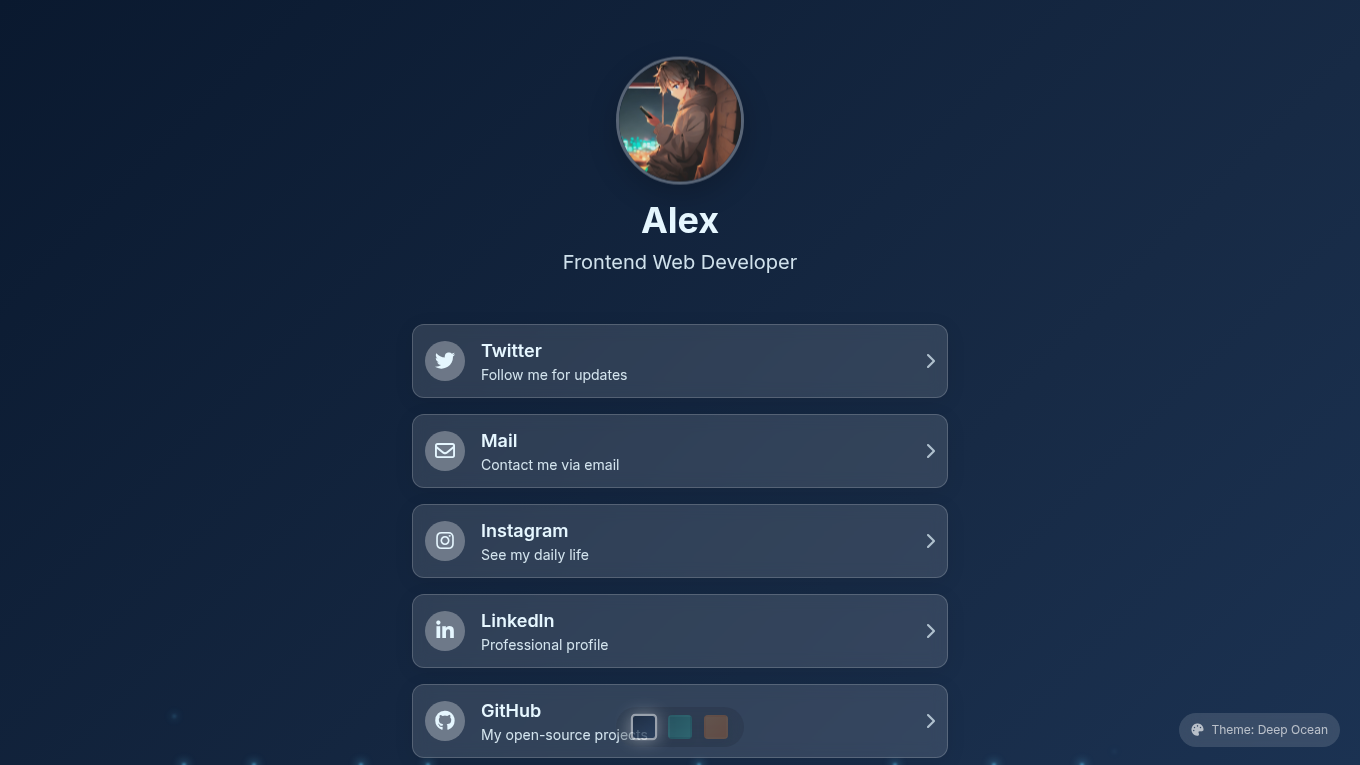 Alex
Frontend Web Developer
Twitter
Follow me for updates
Mail
Contact me via email
Instagram
See my daily life
LinkedIn
Professional profile
GitHub
My open-source projects
Theme: Deep Ocean